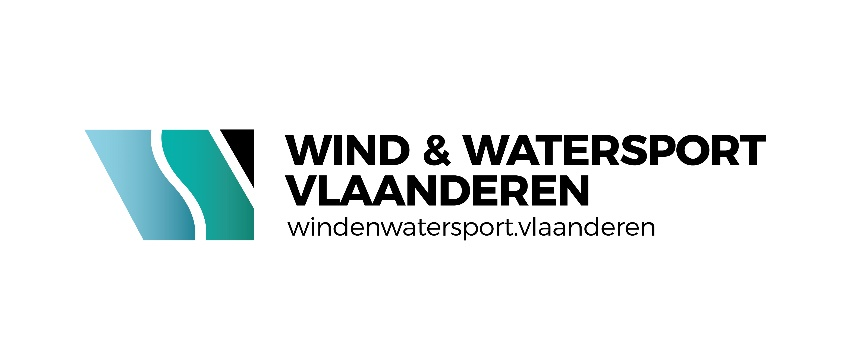 WIND & WATERSPORT
VLAANDEREN
windenwatersport.vlaanderen